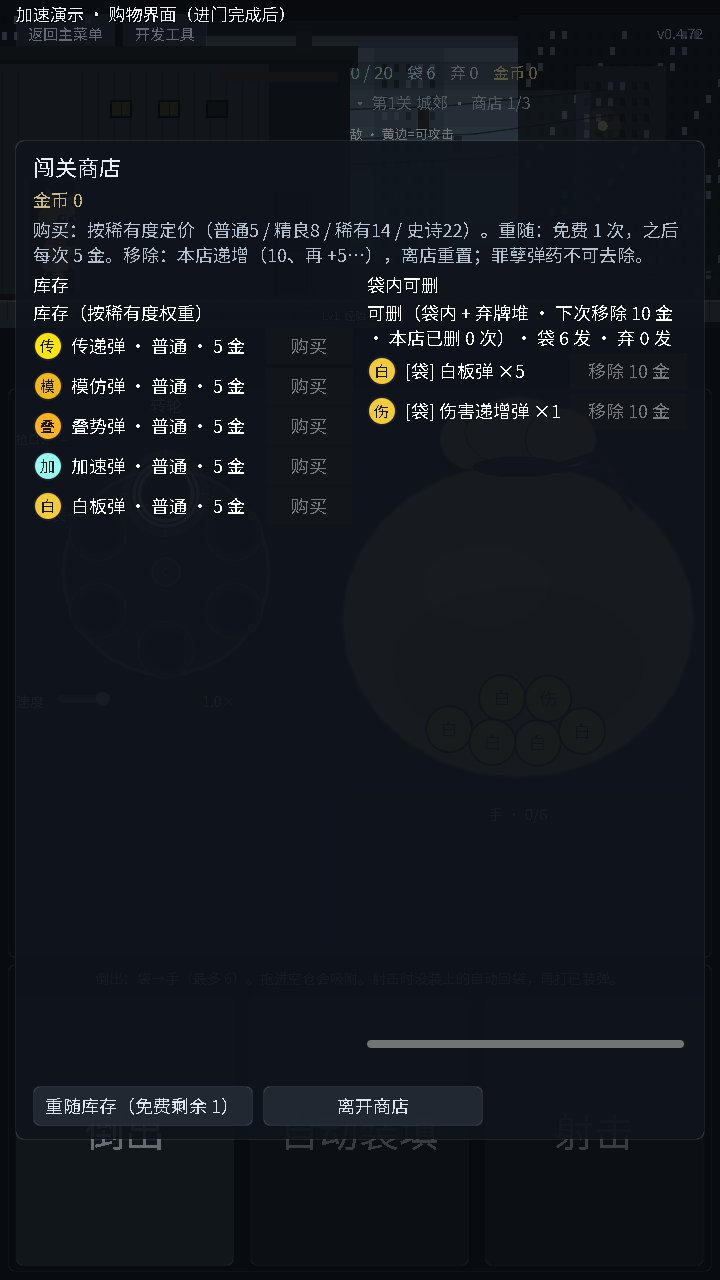 加速演示 · 购物界面（进门完成后）
返回主菜单
开发工具
v0.4.72
0 / 20 袋 6 弃 0 金币 0
· 第1关 城郊 · 商店 1/3
敌 · 黄边=可攻击
闯关商店
金币 0
购买：按稀有度定价（普通5 / 精良8 / 稀有14 / 史诗22）。重随：免费 1 次，之后
每次 5 金。移除：本店递增（10、再 +5…），离店重置；罪孽弹药不可去除。
库存
库存（按稀有度权重）
传 传递弹 · 普通 · 5 金 购买
模 模仿弹 · 普通 · 5 金 购买
叠 叠势弹 · 普通 · 5 金 购买
加 加速弹 · 普通 · 5 金 购买
白 白板弹 · 普通 · 5 金 购买
袋内可删
可删（袋内 + 弃牌堆 · 下次移除 10 金
· 本店已删 0 次） · 袋 6 发 · 弃 0 发
白 [袋] 白板弹 ×5 移除 10 金
伤 [袋] 伤害递增弹 ×1 移除 10 金
速度 1.0×
白 伤
白 白 白 白
手 · 0/6
重随库存（免费剩余 1）
离开商店
倒出
自动装填
射击